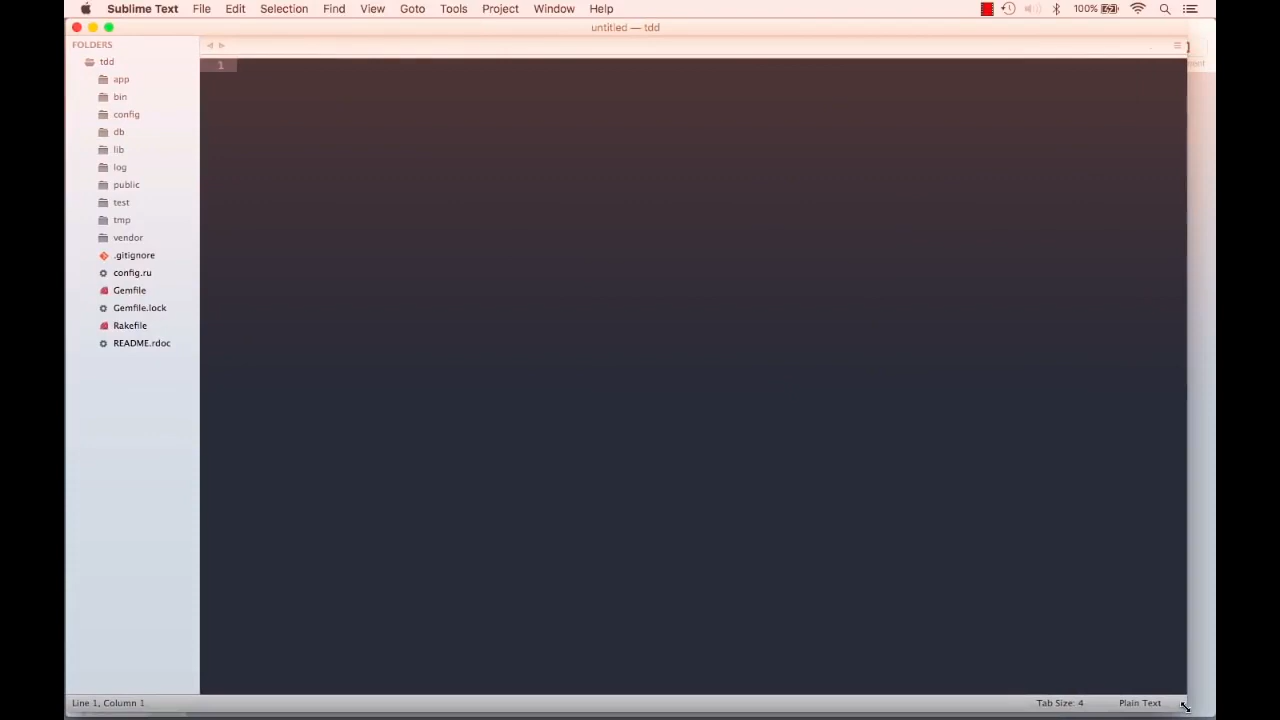 Sublime Text File Edit Selection Find View Goto Tools Project Window Help 100%
untitled — tdd
FOLDERS
tdd
app
bin
config
db
lib
log
public
test
tmp
vendor
.gitignore
config.ru
Gemfile
Gemfile.lock
Rakefile
README.rdoc
1
Line 1, Column 1
Tab Size: 4
Plain Text